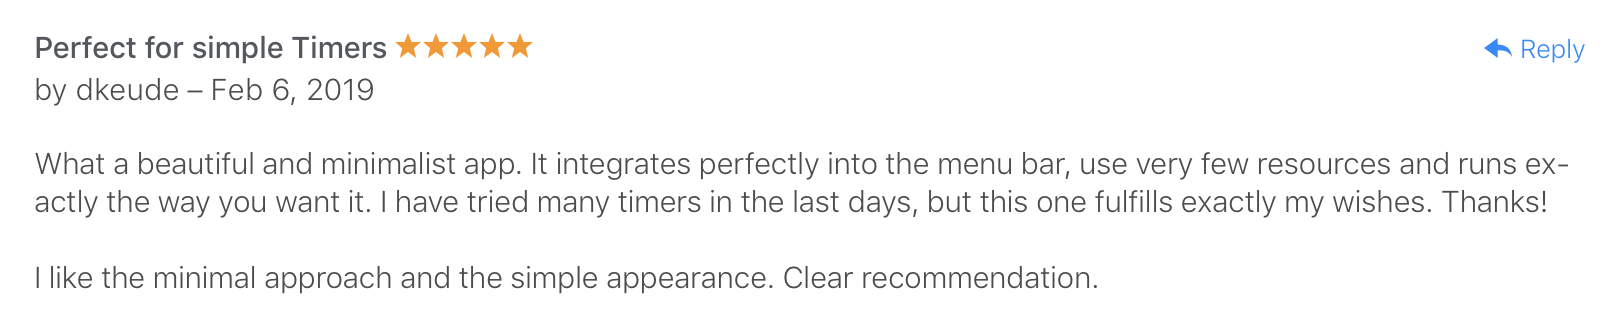 Perfect for simple Timers ★★★★★
Reply
by dkeude – Feb 6, 2019
What a beautiful and minimalist app. It integrates perfectly into the menu bar, use very few resources and runs ex-
actly the way you want it. I have tried many timers in the last days, but this one fulfills exactly my wishes. Thanks!
I like the minimal approach and the simple appearance. Clear recommendation.